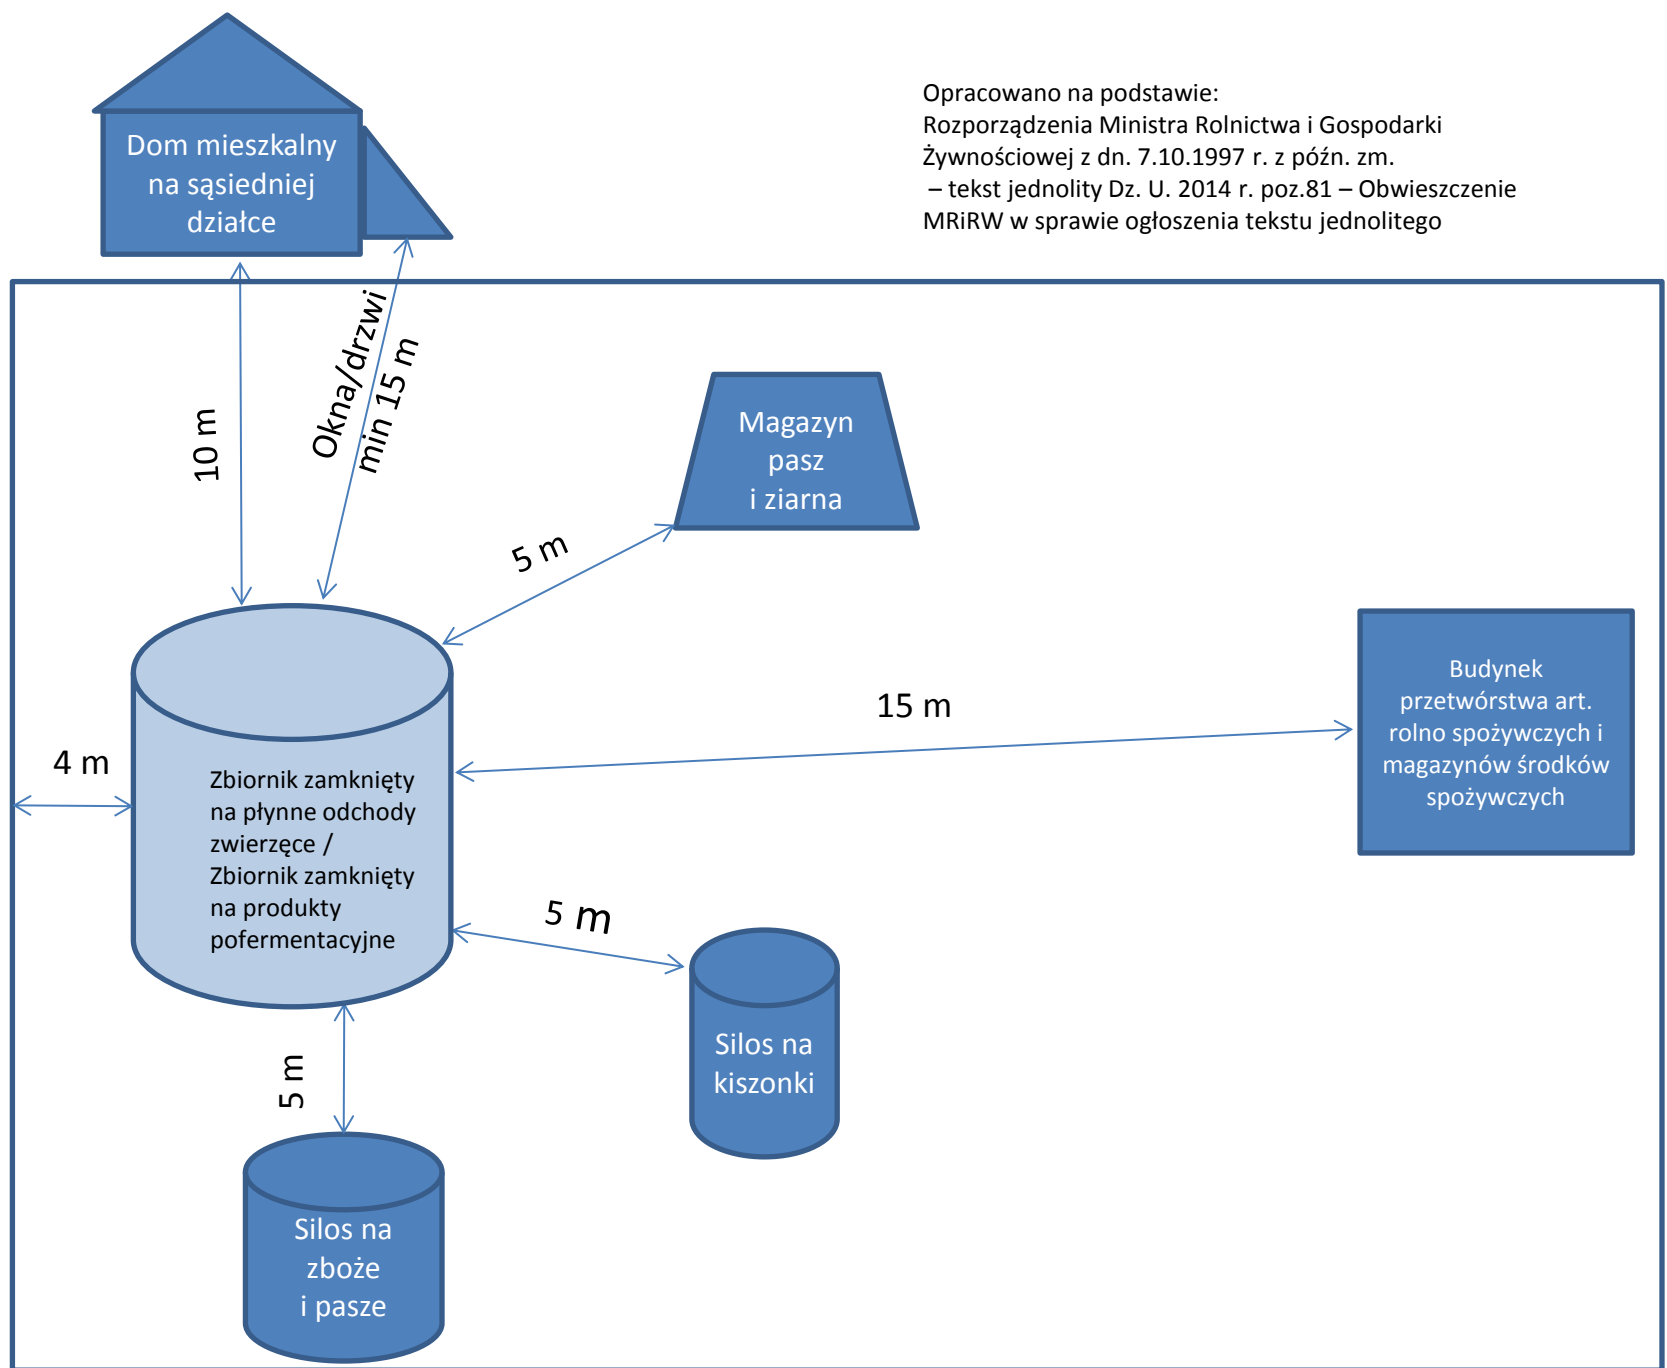 Opracowano na podstawie:
Rozporządzenia Ministra Rolnictwa i Gospodarki
Żywnościowej z dn. 7.10.1997 r. z późn. zm.
– tekst jednolity Dz. U. 2014 r. poz.81 – Obwieszczenie
MRiRW w sprawie ogłoszenia tekstu jednolitego
Dom mieszkalny
na sąsiedniej
działce
10 m
Okna/drzwi
min 15 m
Magazyn
pasz
i ziarna
5 m
15 m
Budynek
przetwórstwa art.
rolno spożywczych i
magazynów środków
spożywczych
4 m
Zbiornik zamknięty
na płynne odchody
zwierzęce /
Zbiornik zamknięty
na produkty
pofermentacyjne
5 m
Silos na
kiszonki
5 m
Silos na
zboże
i pasze